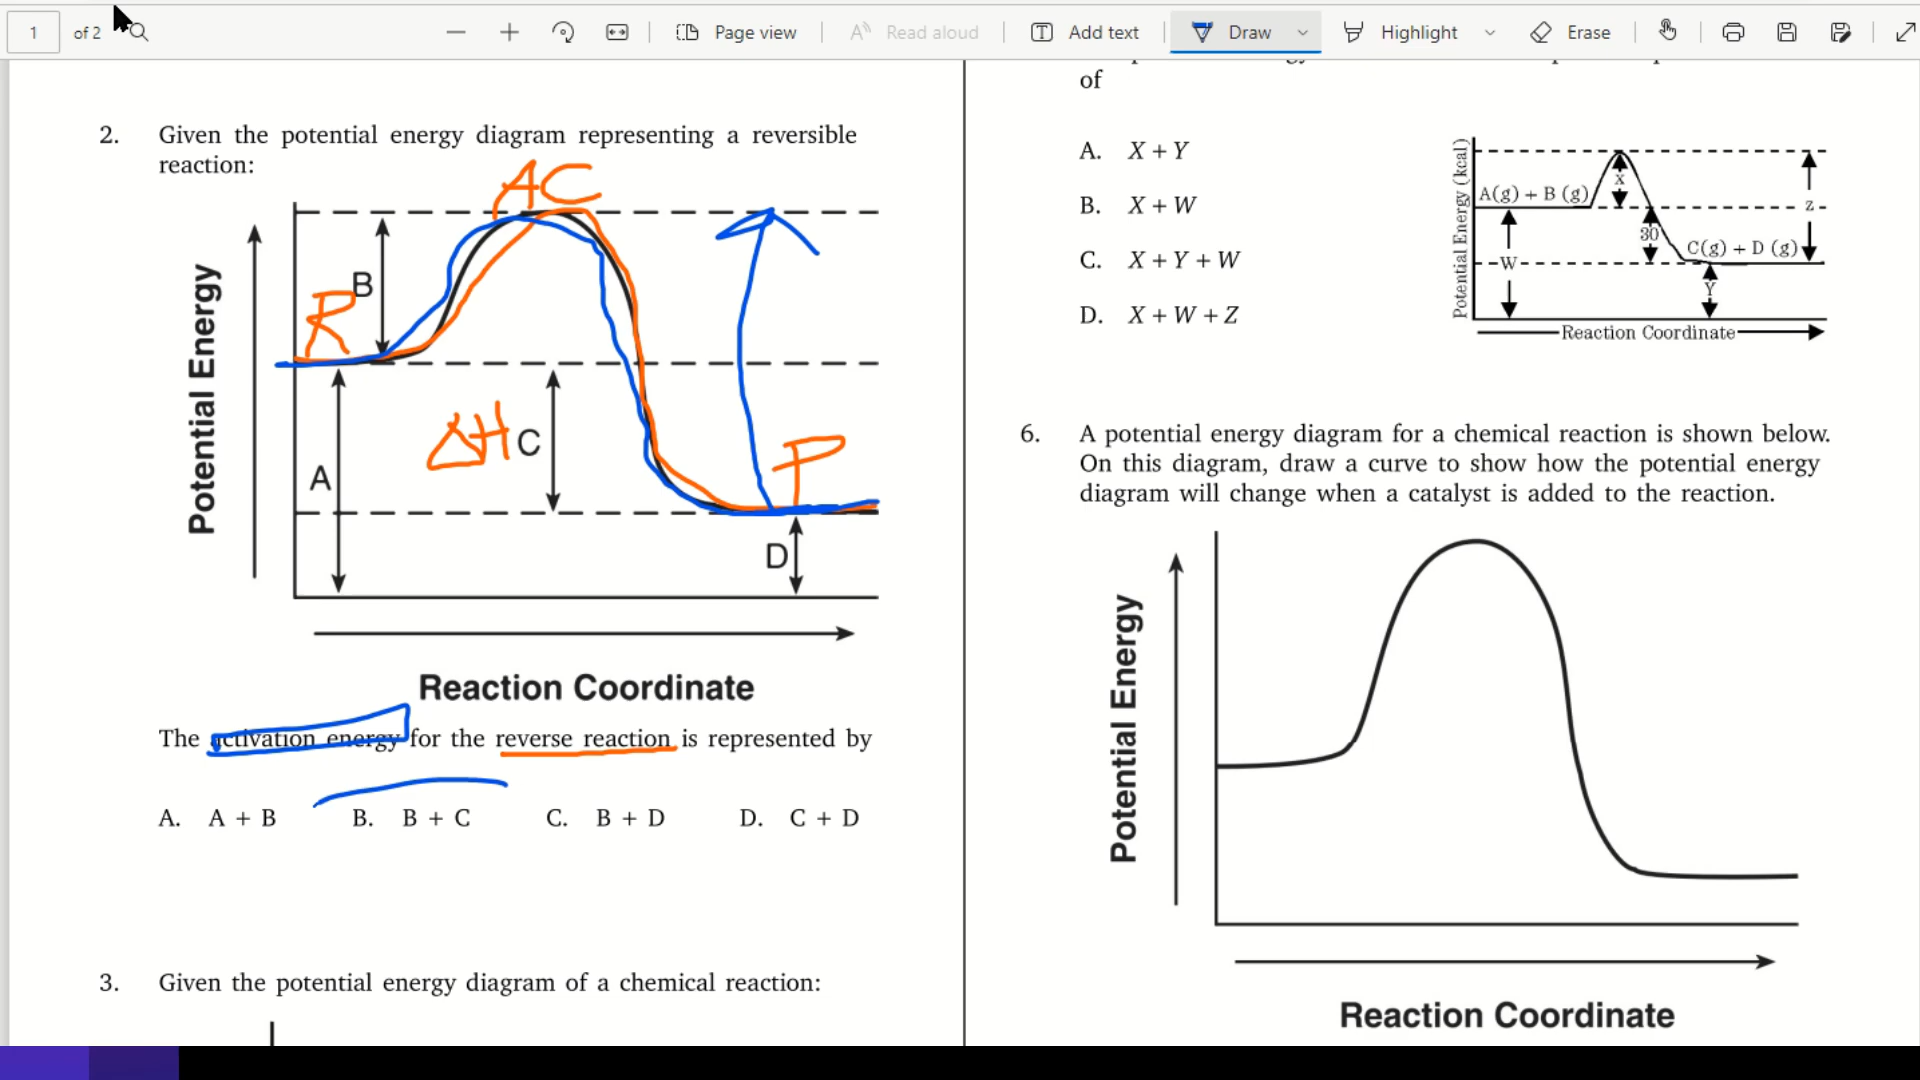 1 of 2 Page view Read aloud Add text Draw Highlight Erase
2. Given the potential energy diagram representing a reversible
reaction:
AC
B
R
ΔH C
P
A
D
Potential Energy
Reaction Coordinate
The activation energy for the reverse reaction is represented by
A. A + B B. B + C C. B + D D. C + D
3. Given the potential energy diagram of a chemical reaction:
of
A. X + Y
B. X + W
C. X + Y + W
D. X + W + Z
Potential Energy (kcal)
A(g) + B (g)
x
z
30
C(g) + D (g)
W
Y
Reaction Coordinate
6. A potential energy diagram for a chemical reaction is shown below.
On this diagram, draw a curve to show how the potential energy
diagram will change when a catalyst is added to the reaction.
Potential Energy
Reaction Coordinate